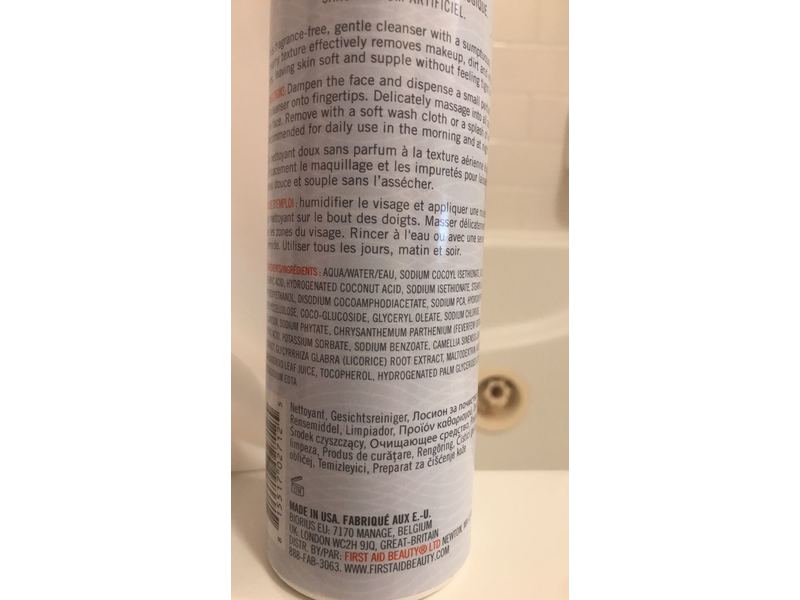 ARTIFICIEL.
fragrance-free, gentle cleanser with a
texture effectively removes makeup, dirt and
leaving skin soft and supple without feeling
Dampen the face and dispense a small
onto fingertips. Delicately massage into
Remove with a soft wash cloth or a splash
for daily use in the morning and at
nettoyant doux sans parfum à la texture aérienne
le maquillage et les impuretés pour
douce et souple sans l'assécher.
: humidifier le visage et appliquer une
nettoyant sur le bout des doigts. Masser
zones du visage. Rincer à l'eau ou avec une
Utiliser tous les jours, matin et soir.
AQUA/WATER/EAU, SODIUM COCOYL ISETHIONATE,
ACID, HYDROGENATED COCONUT ACID, SODIUM ISETHIONATE,
DISODIUM COCOAMPHODIACETATE, SODIUM PCA,
COCO-GLUCOSIDE, GLYCERYL OLEATE, SODIUM CHLORIDE,
SODIUM PHYTATE, CHRYSANTHEMUM PARTHENIUM (FEVERFEW)
ACID, POTASSIUM SORBATE, SODIUM BENZOATE, CAMELLIA SINENSIS
GLYCYRRHIZA GLABRA (LICORICE) ROOT EXTRACT, MALTODEXTRIN,
LEAF JUICE, TOCOPHEROL, HYDROGENATED PALM GLYCERIDES
EDTA
Nettoyant, Gesichtsreiniger, Лосион за
Rensemiddel, Limpiador, Προϊόν καθαρισμού
Środek czyszczący, Очищающее средство,
limpeza, Produs de curățare, Rengöring, Čisticí
obličej, Temizleyici, Preparat za čišćenje kože
12M
MADE IN USA. FABRIQUÉ AUX E.-U.
BIORIUS EU: 7170 MANAGE, BELGIUM
UK: LONDON WC2H 9JQ, GREAT-BRITAIN
DISTR. BY/PAR: FIRST AID BEAUTY® LTD NEWTON,
888-FAB-3063. WWW.FIRSTAIDBEAUTY.COM